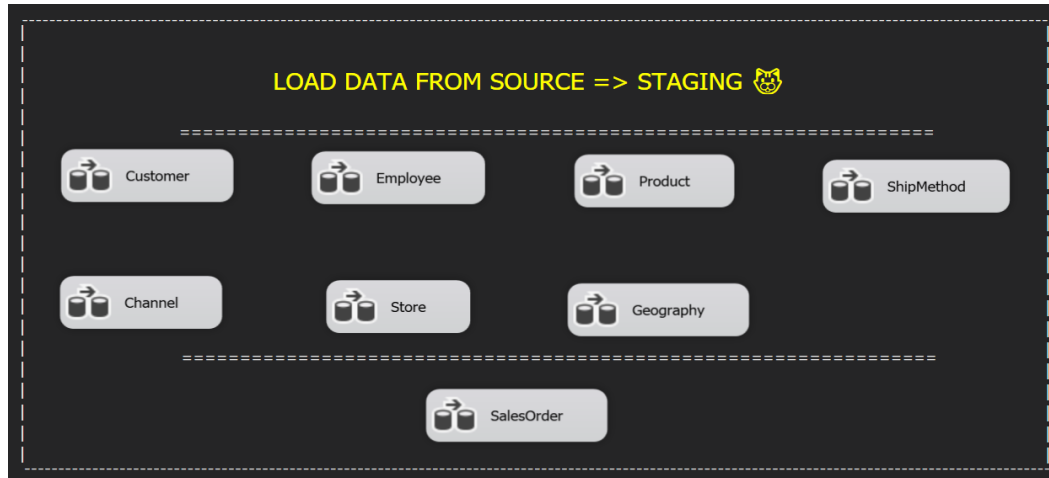 LOAD DATA FROM SOURCE => STAGING 🐱
=================================================================
Customer
Employee
Product
ShipMethod
Channel
Store
Geography
=================================================================
SalesOrder